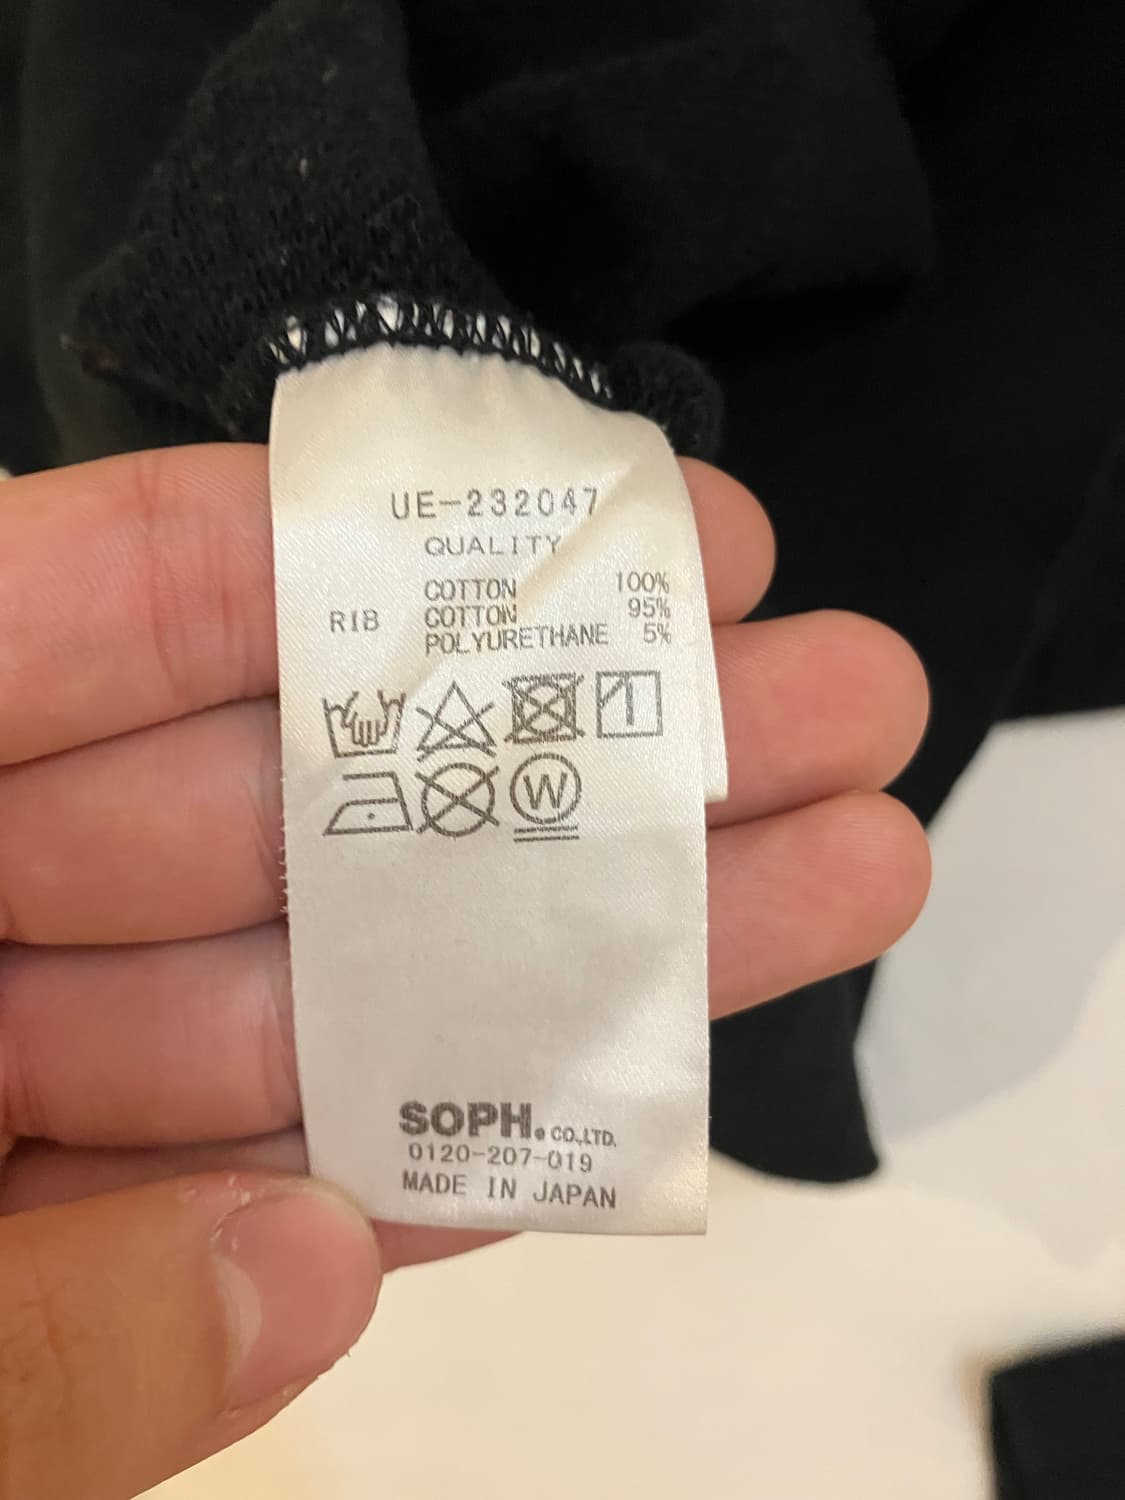 UE-232047
QUALITY
COTTON 100%
RIB COTTON 95%
POLYURETHANE 5%
W
SOPH. CO.,LTD.
0120-207-019
MADE IN JAPAN